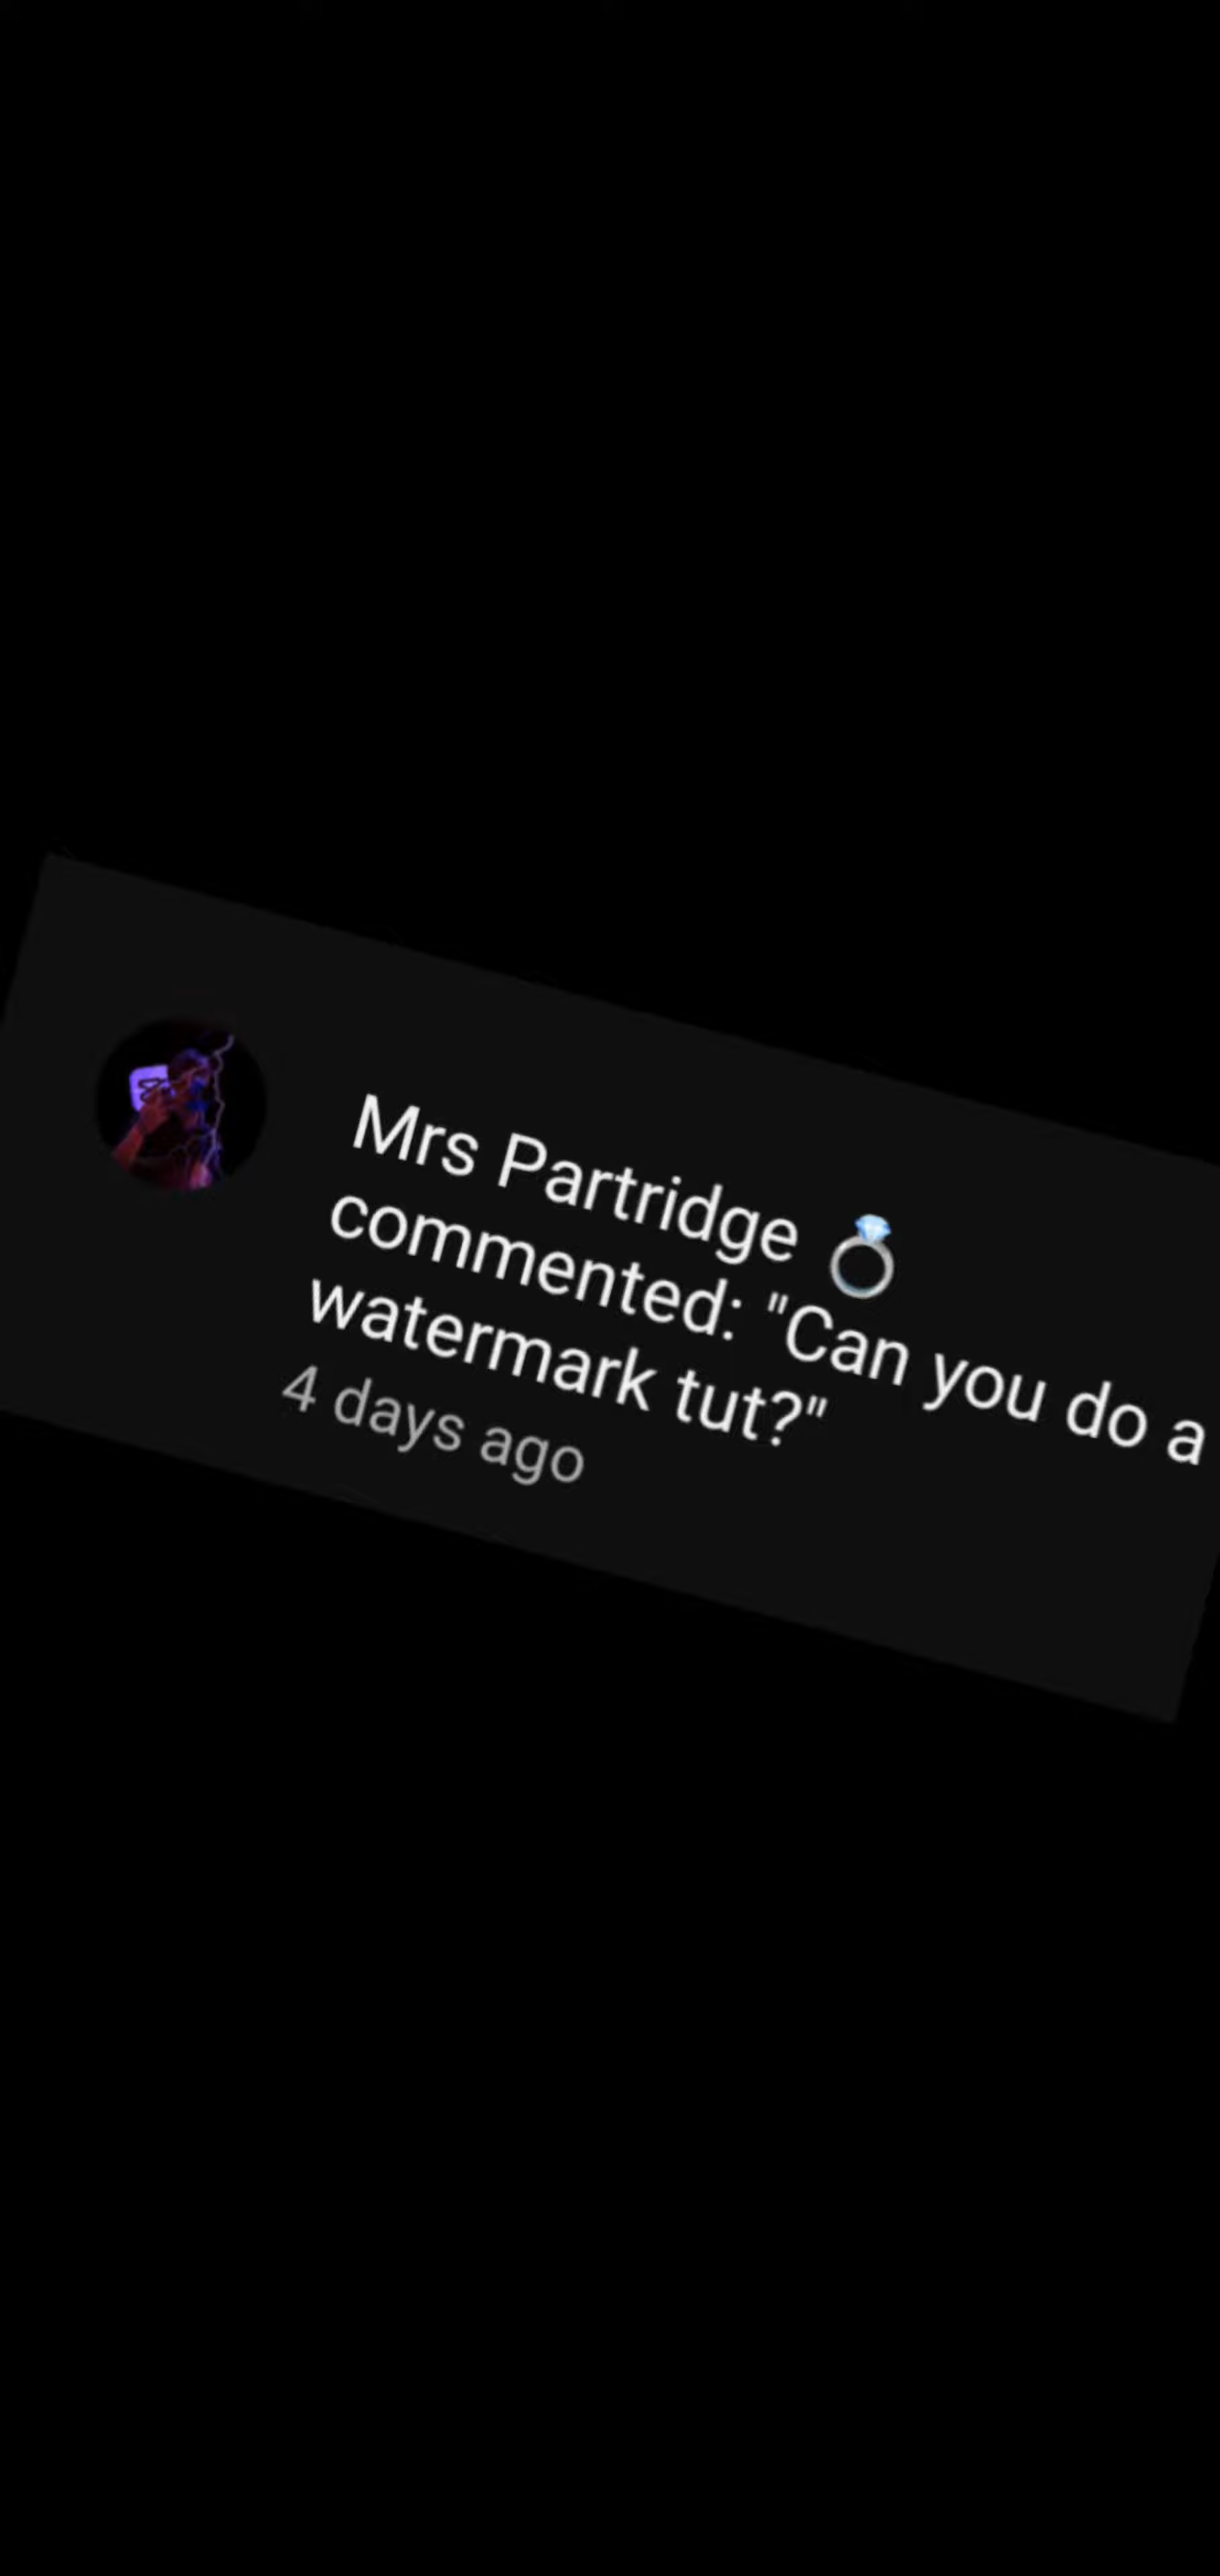 Mrs Partridge 💍
commented: "Can you do a
watermark tut?"
4 days ago